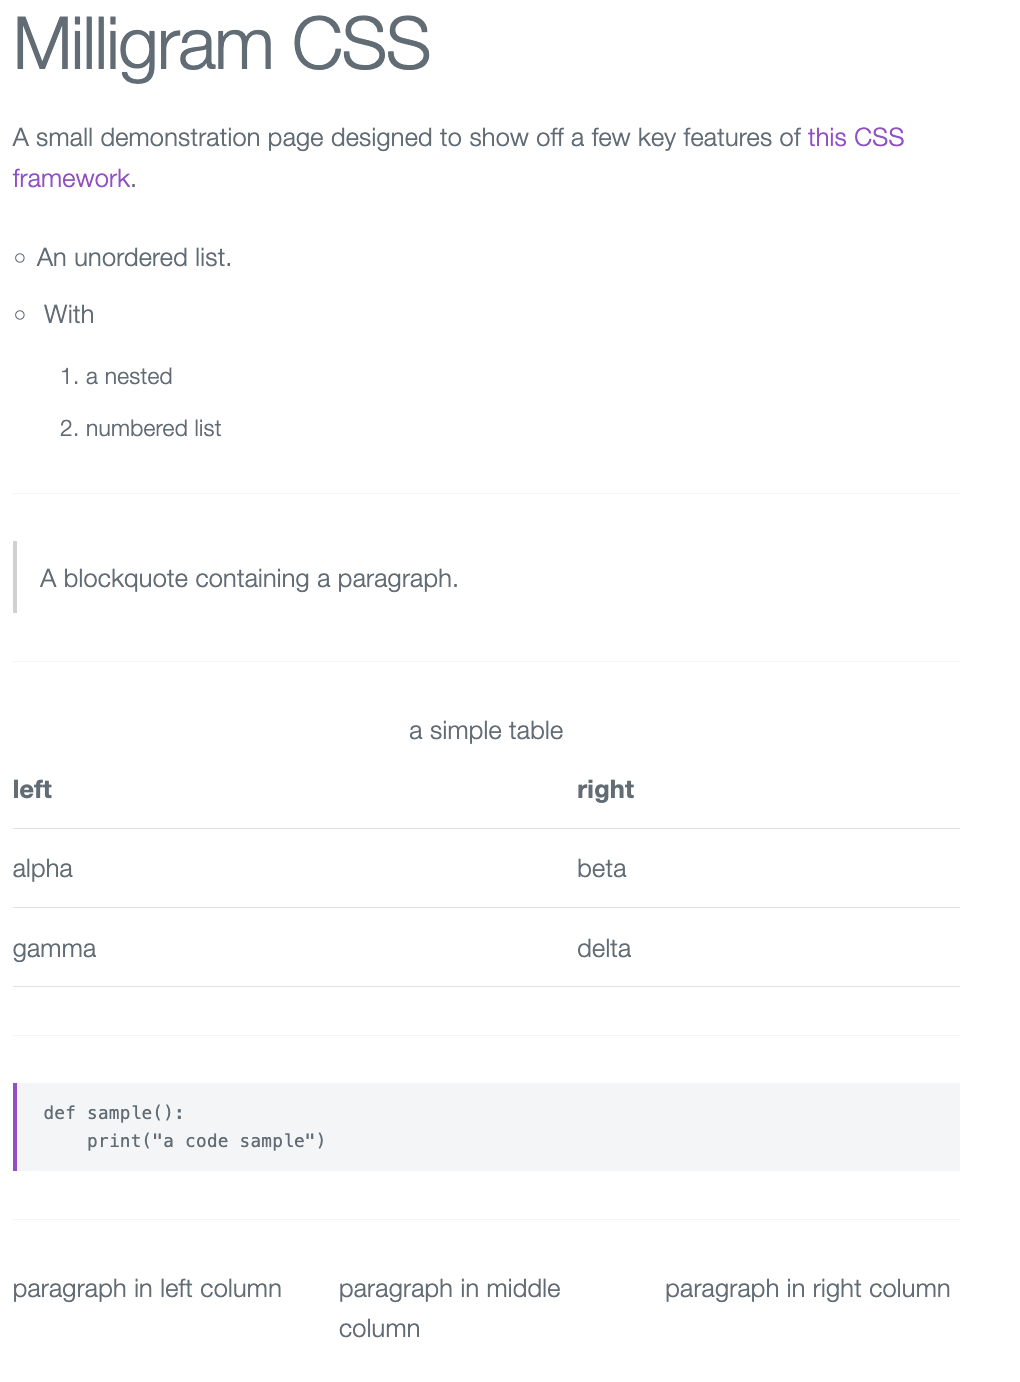 Milligram CSS
A small demonstration page designed to show off a few key features of this CSS
framework.
An unordered list.
With
1. a nested
2. numbered list
A blockquote containing a paragraph.
a simple table
left right
alpha beta
gamma delta
def sample():
    print("a code sample")
paragraph in left column
paragraph in middle
column
paragraph in right column